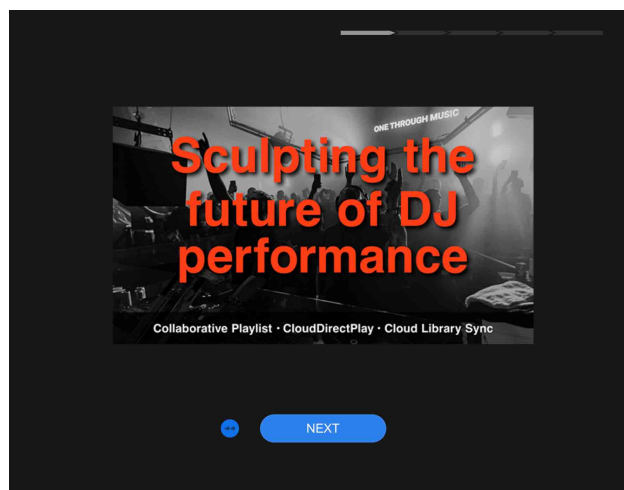 ONE THROUGH MUSIC
Sculpting the
future of DJ
performance
Collaborative Playlist · CloudDirectPlay · Cloud Library Sync
NEXT